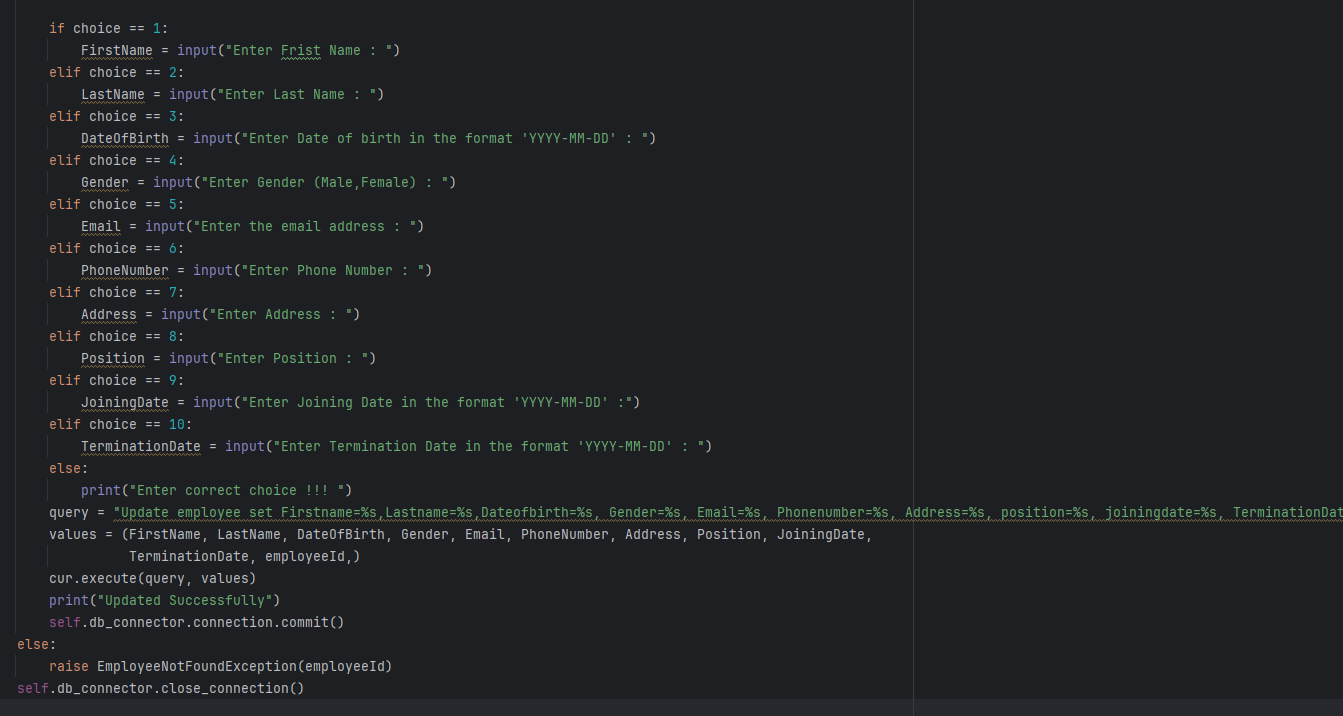 if choice == 1:
FirstName = input("Enter Frist Name : ")
elif choice == 2:
LastName = input("Enter Last Name : ")
elif choice == 3:
DateOfBirth = input("Enter Date of birth in the format 'YYYY-MM-DD' : ")
elif choice == 4:
Gender = input("Enter Gender (Male,Female) : ")
elif choice == 5:
Email = input("Enter the email address : ")
elif choice == 6:
PhoneNumber = input("Enter Phone Number : ")
elif choice == 7:
Address = input("Enter Address : ")
elif choice == 8:
Position = input("Enter Position : ")
elif choice == 9:
JoiningDate = input("Enter Joining Date in the format 'YYYY-MM-DD' :")
elif choice == 10:
TerminationDate = input("Enter Termination Date in the format 'YYYY-MM-DD' : ")
else:
print("Enter correct choice !!! ")
query = "Update employee set Firstname=%s,Lastname=%s,Dateofbirth=%s, Gender=%s, Email=%s, Phonenumber=%s, Address=%s, position=%s, joiningdate=%s, TerminationDat
values = (FirstName, LastName, DateOfBirth, Gender, Email, PhoneNumber, Address, Position, JoiningDate,
TerminationDate, employeeId,)
cur.execute(query, values)
print("Updated Successfully")
self.db_connector.connection.commit()
else:
raise EmployeeNotFoundException(employeeId)
self.db_connector.close_connection()